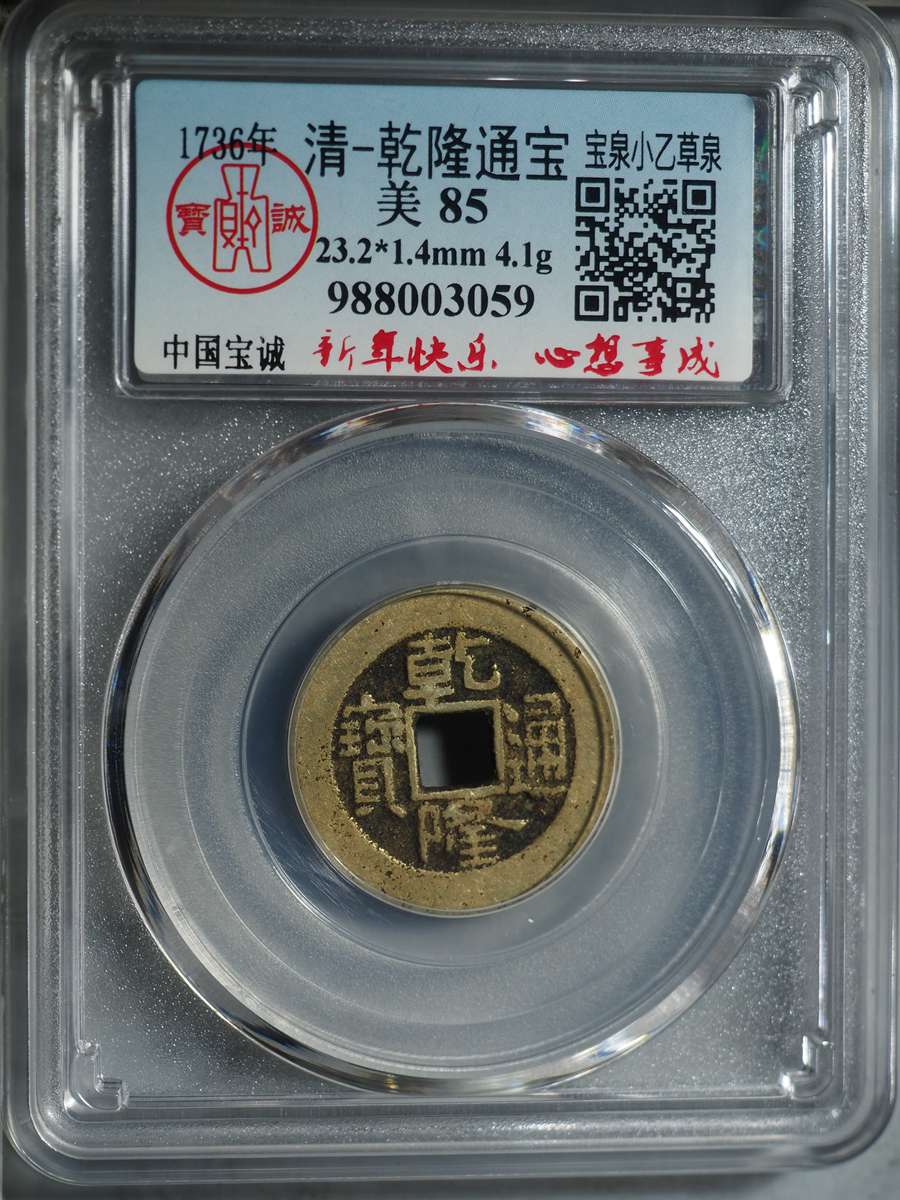 1736年 清-乾隆通宝 宝泉小乙草泉
美 85
寳 誠
23.2*1.4mm 4.1g
988003059
中国宝诚 新年快乐 心想事成
乾隆通寳